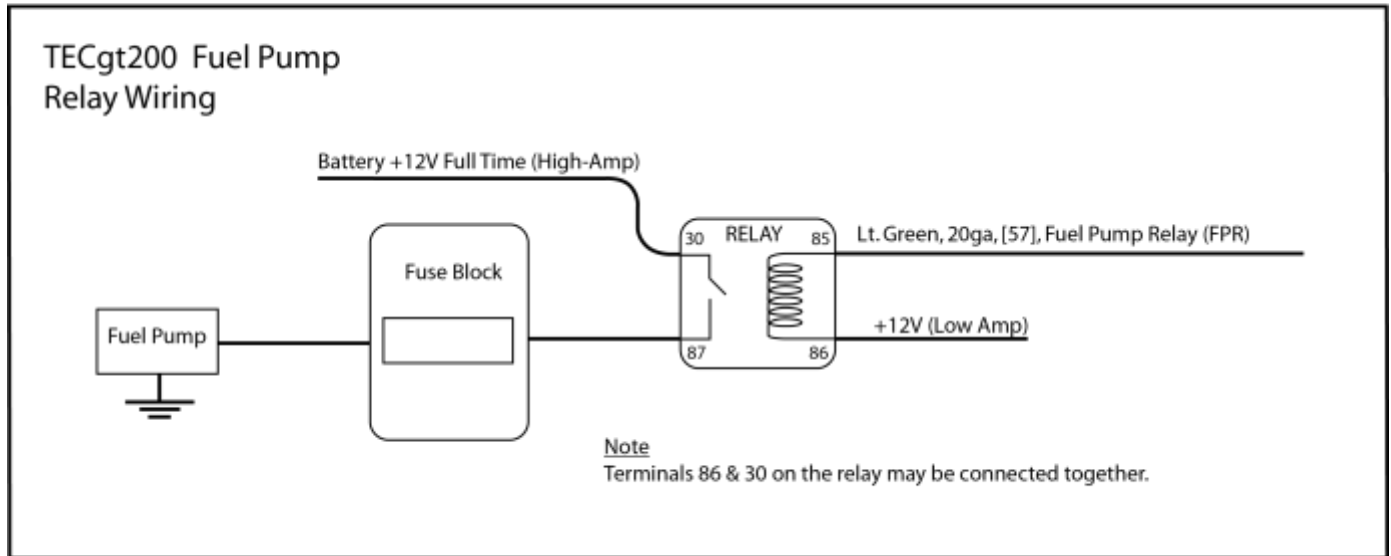 TECgt200 Fuel Pump
Relay Wiring
Battery +12V Full Time (High-Amp)
30 RELAY 85
Lt. Green, 20ga, [57], Fuel Pump Relay (FPR)
Fuse Block
Fuel Pump
+12V (Low Amp)
87 86
Note
Terminals 86 & 30 on the relay may be connected together.